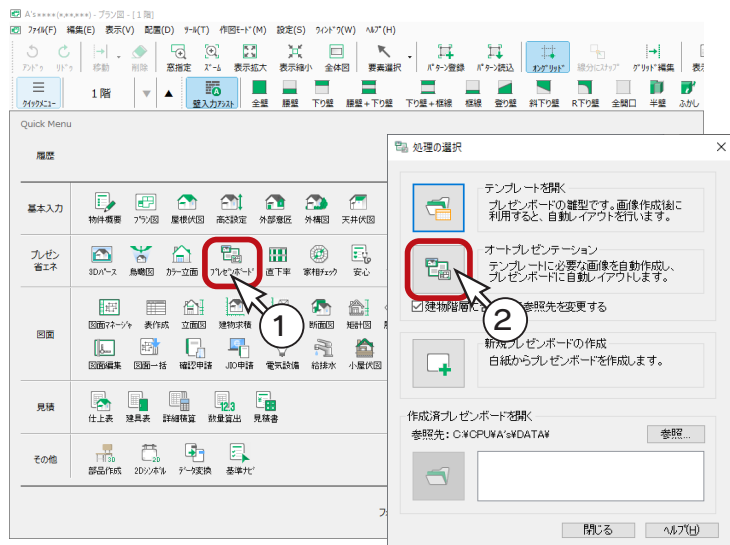 A's****(*,**,***) - プラン図 - [1 階]
ファイル(F) 編集(E) 表示(V) 配置(D) ツール(T) 作図モード(M) 設定(S) ウィンドウ(W) ヘルプ(H)
アンドゥ リドゥ 移動 削除 窓指定 ズーム 表示拡大 表示縮小 全体図 要素選択 パターン登録 パターン読込 オングリッド 線分にスナップ グリッド編集 表
クイックメニュー 1階 壁入力アシスト 全壁 腰壁 下り壁 腰壁+下り壁 下り壁+框線 框線 登り壁 斜下り壁 R下り壁 全開口 半壁 ふかし
Quick Menu
履歴
基本入力 物件概要 プラン図 屋根伏図 高さ設定 外部意匠 外構図 天井伏図
プレゼン
省エネ 3Dパース 鳥瞰図 カラー立面 プレゼンボード 直下率 家相チェック 安心
図面 図面マネージャ 表作成 立面図 建物求積 断面図 矩計図
図面編集 図面一括 確認申請 JIO申請 電気設備 給排水 小屋伏図
見積 仕上表 建具表 詳細積算 数量算出 見積書
その他 部品作成 2Dシンボル データ変換 基準ナビ
処理の選択
テンプレートを開く
プレゼンボードの雛型です。画像作成後に
利用すると、自動レイアウトを行います。
オートプレゼンテーション
テンプレートに必要な画像を自動作成し、
プレゼンボードに自動レイアウトします。
建物階層に 参照先を変更する
新規プレゼンボードの作成
白紙からプレゼンボードを作成します。
作成済プレゼンボードを開く
参照先: C:¥CPU¥A's¥DATA¥ 参照...
閉じる ヘルプ(H)
1
2